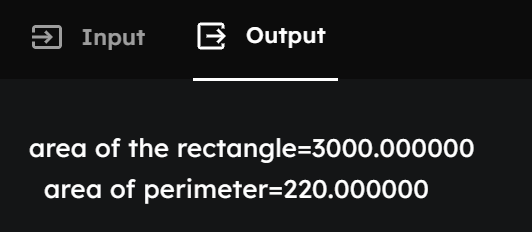 Input
Output
area of the rectangle=3000.000000
area of perimeter=220.000000